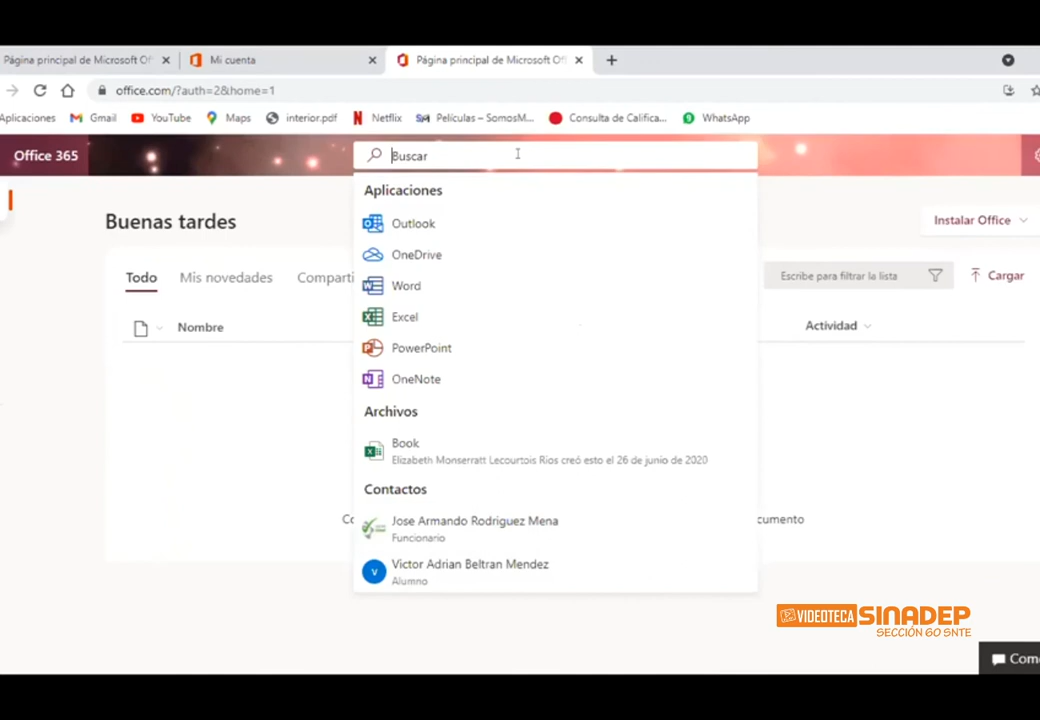 Página principal de Microsoft Of
Mi cuenta
Página principal de Microsoft Of
office.com/?auth=2&home=1
Aplicaciones
Gmail
YouTube
Maps
interior.pdf
Netflix
Películas – SomosM...
Consulta de Califica...
WhatsApp
Office 365
Buscar
Aplicaciones
Buenas tardes
Instalar Office
Outlook
OneDrive
Todo
Mis novedades
Comparti
Escribe para filtrar la lista
Cargar
Word
Excel
Nombre
Actividad
PowerPoint
OneNote
Archivos
Book
Elizabeth Monserratt Lecourtois Rios creó esto el 26 de junio de 2020
Contactos
Jose Armando Rodriguez Mena
Funcionario
Co
cumento
Victor Adrian Beltran Mendez
Alumno
V
VIDEOTECA SINADEP
SECCIÓN 60 SNTE
Com